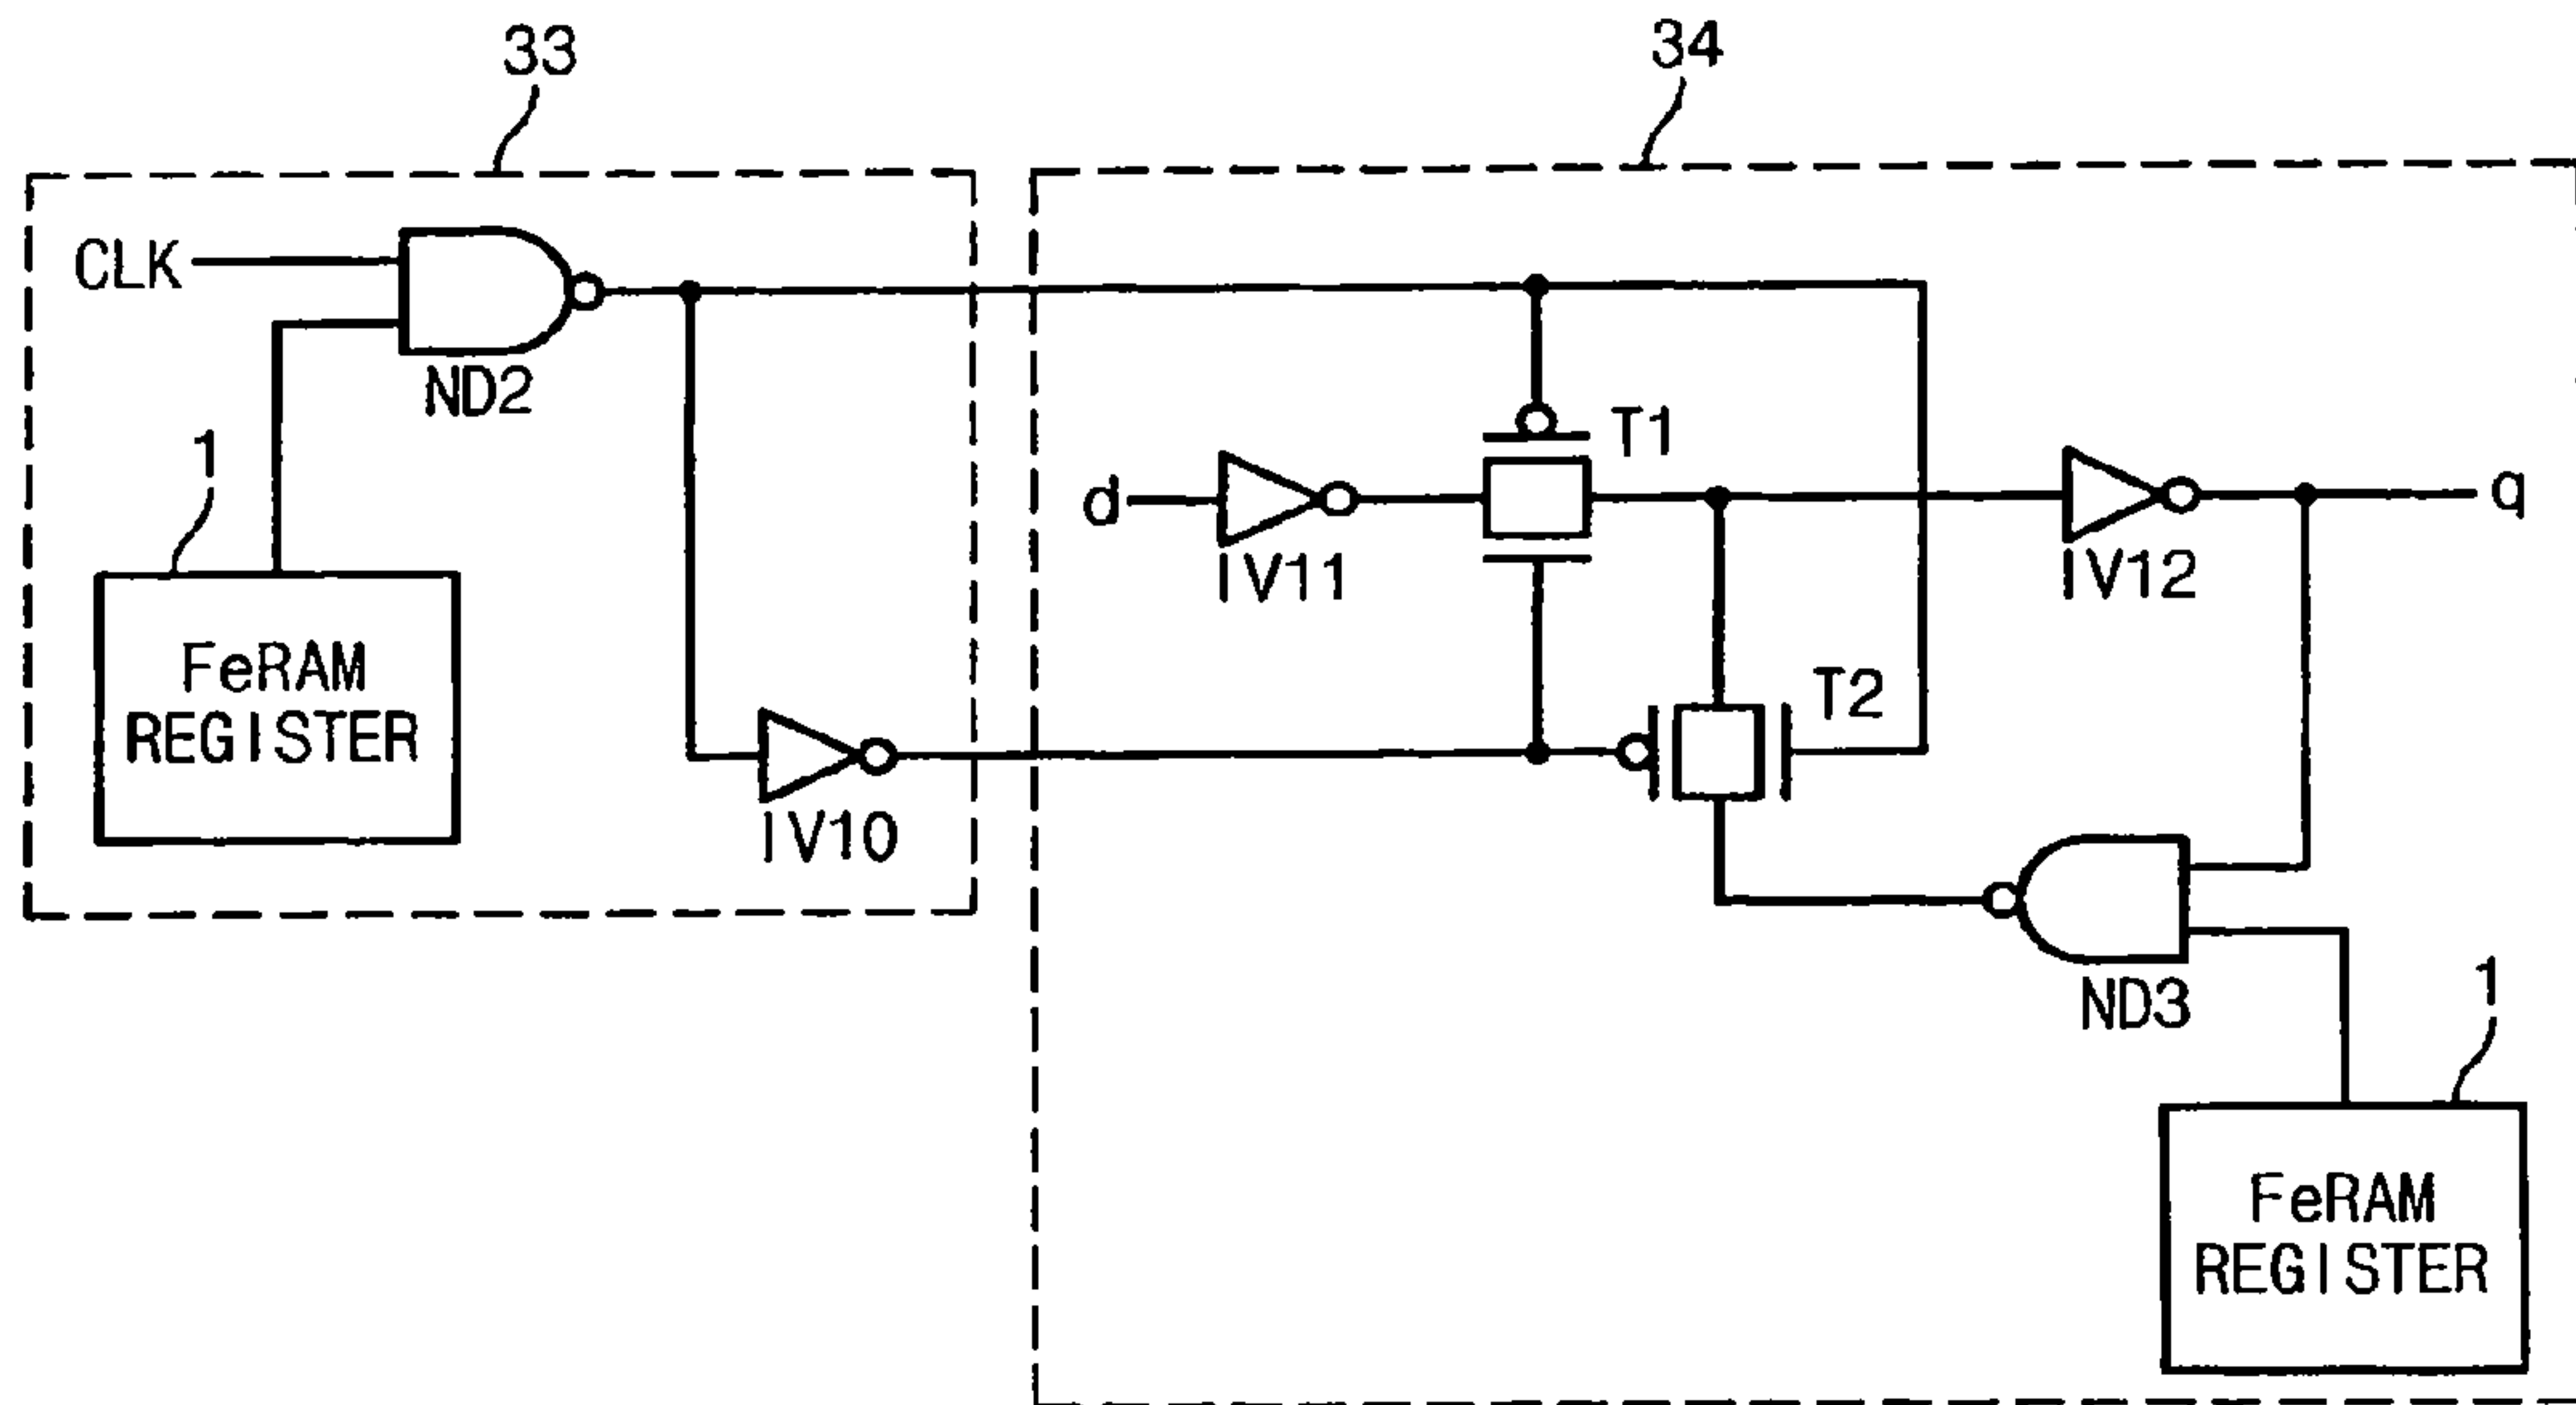 33
34
CLK
ND2
1
FeRAM
REGISTER
IV10
d
IV11
T1
T2
IV12
q
ND3
1
FeRAM
REGISTER